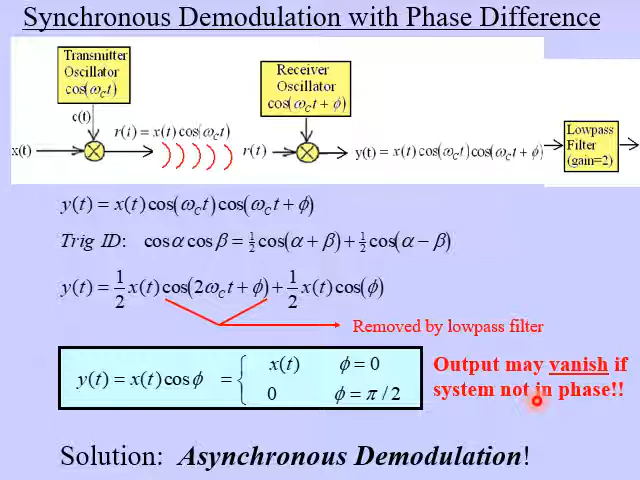 Synchronous Demodulation with Phase Difference
Transmitter
Oscillator
cos(ω_C t)
Receiver
Oscillator
cos(ω_C t + ϕ)
c(t)
x(t)
r(t) = x(t)cos(ω_C t)
r(t)
y(t) = x(t)cos(ω_C t)cos(ω_C t + ϕ)
Lowpass
Filter
(gain=2)
y(t) = x(t)cos(ω_C t)cos(ω_C t + ϕ)
Trig ID: cos α cos β = ½ cos(α + β) + ½ cos(α − β)
y(t) = 1/2 x(t)cos(2ω_C t + ϕ) + 1/2 x(t)cos(ϕ)
Removed by lowpass filter
y(t) = x(t)cos ϕ = { x(t) ϕ = 0
0 ϕ = π / 2
Output may vanish if
system not in phase!!
Solution: Asynchronous Demodulation!